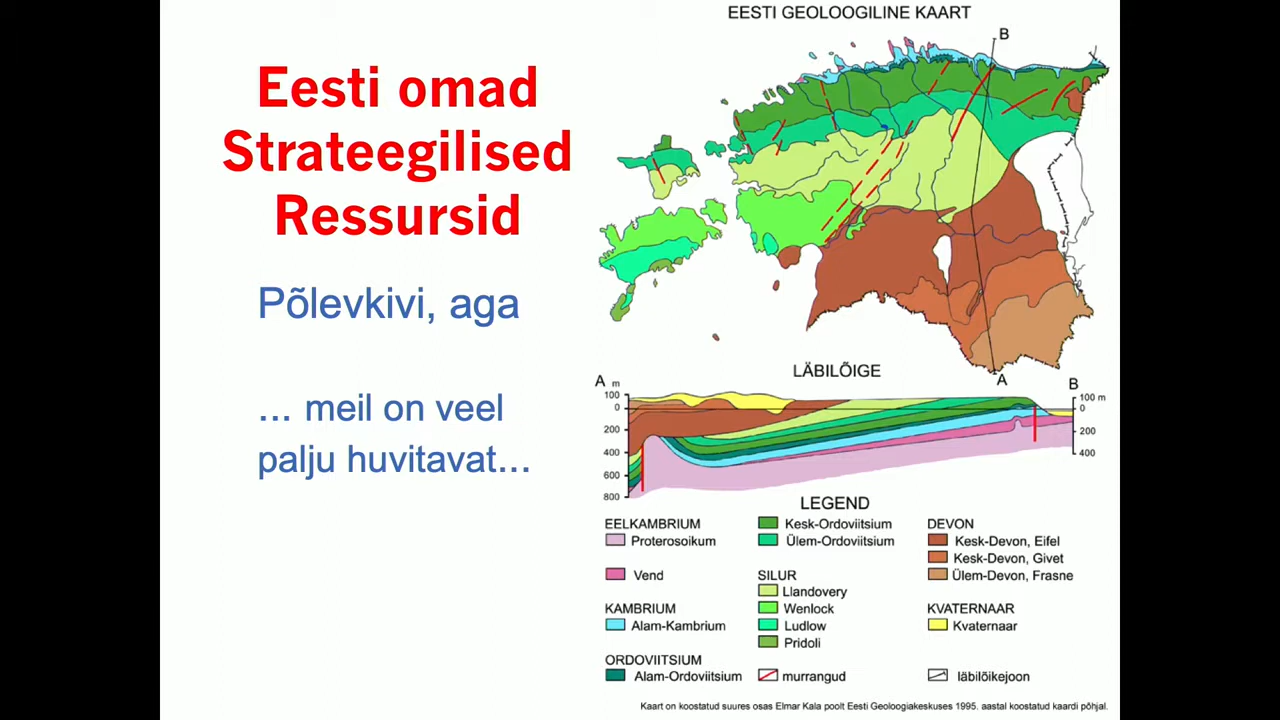 Eesti omad
Strateegilised
Ressursid
Põlevkivi, aga
... meil on veel
palju huvitavat...
EESTI GEOLOOGILINE KAART
B
A
LÄBILÕIGE
A m
B
100
0
200
400
600
800
100 m
0
200
400
LEGEND
EELKAMBRIUM
Proterosoikum
Vend
KAMBRIUM
Alam-Kambrium
ORDOVIITSIUM
Alam-Ordoviitsium
Kesk-Ordoviitsium
Ülem-Ordoviitsium
SILUR
Llandovery
Wenlock
Ludlow
Pridoli
murrangud
DEVON
Kesk-Devon, Eifel
Kesk-Devon, Givet
Ülem-Devon, Frasne
KVATERNAAR
Kvaternaar
läbilõikejoon
Kaart on koostatud suures osas Elmar Kala poolt Eesti Geoloogiakeskuses 1995. aastal koostatud kaardi põhjal.